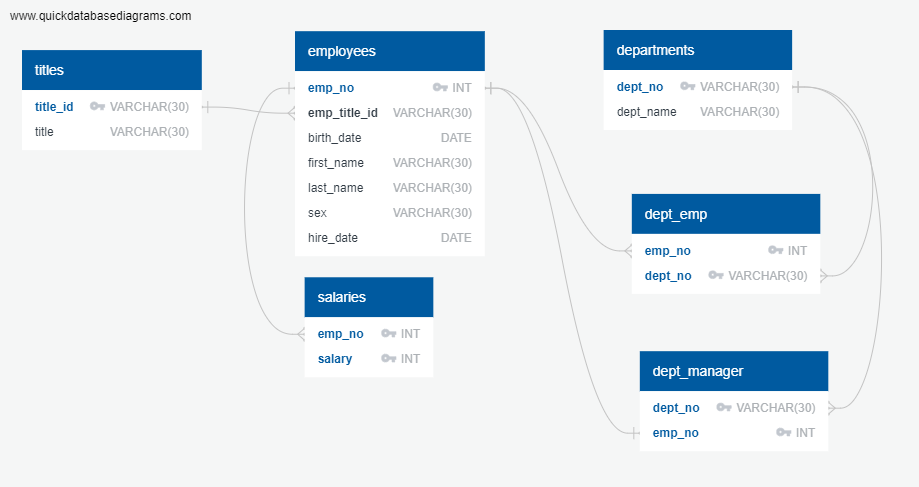 www.quickdatabasediagrams.com
titles
title_id VARCHAR(30)
title VARCHAR(30)
employees
emp_no INT
emp_title_id VARCHAR(30)
birth_date DATE
first_name VARCHAR(30)
last_name VARCHAR(30)
sex VARCHAR(30)
hire_date DATE
salaries
emp_no INT
salary INT
departments
dept_no VARCHAR(30)
dept_name VARCHAR(30)
dept_emp
emp_no INT
dept_no VARCHAR(30)
dept_manager
dept_no VARCHAR(30)
emp_no INT